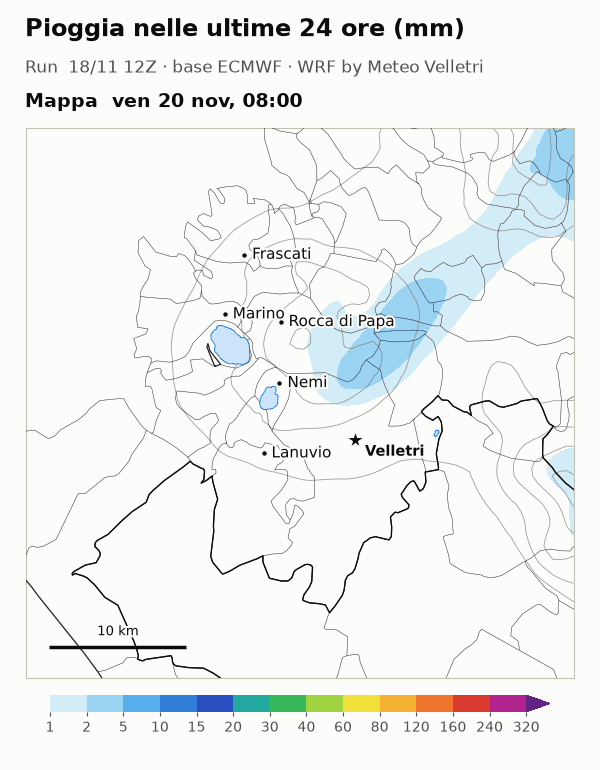 Pioggia nelle ultime 24 ore (mm)
Run 18/11 12Z · base ECMWF · WRF by Meteo Velletri
Mappa ven 20 nov, 08:00
Frascati
Marino
Rocca di Papa
Nemi
Velletri
Lanuvio
10 km
1 2 5 10 15 20 30 40 60 80 120 160 240 320